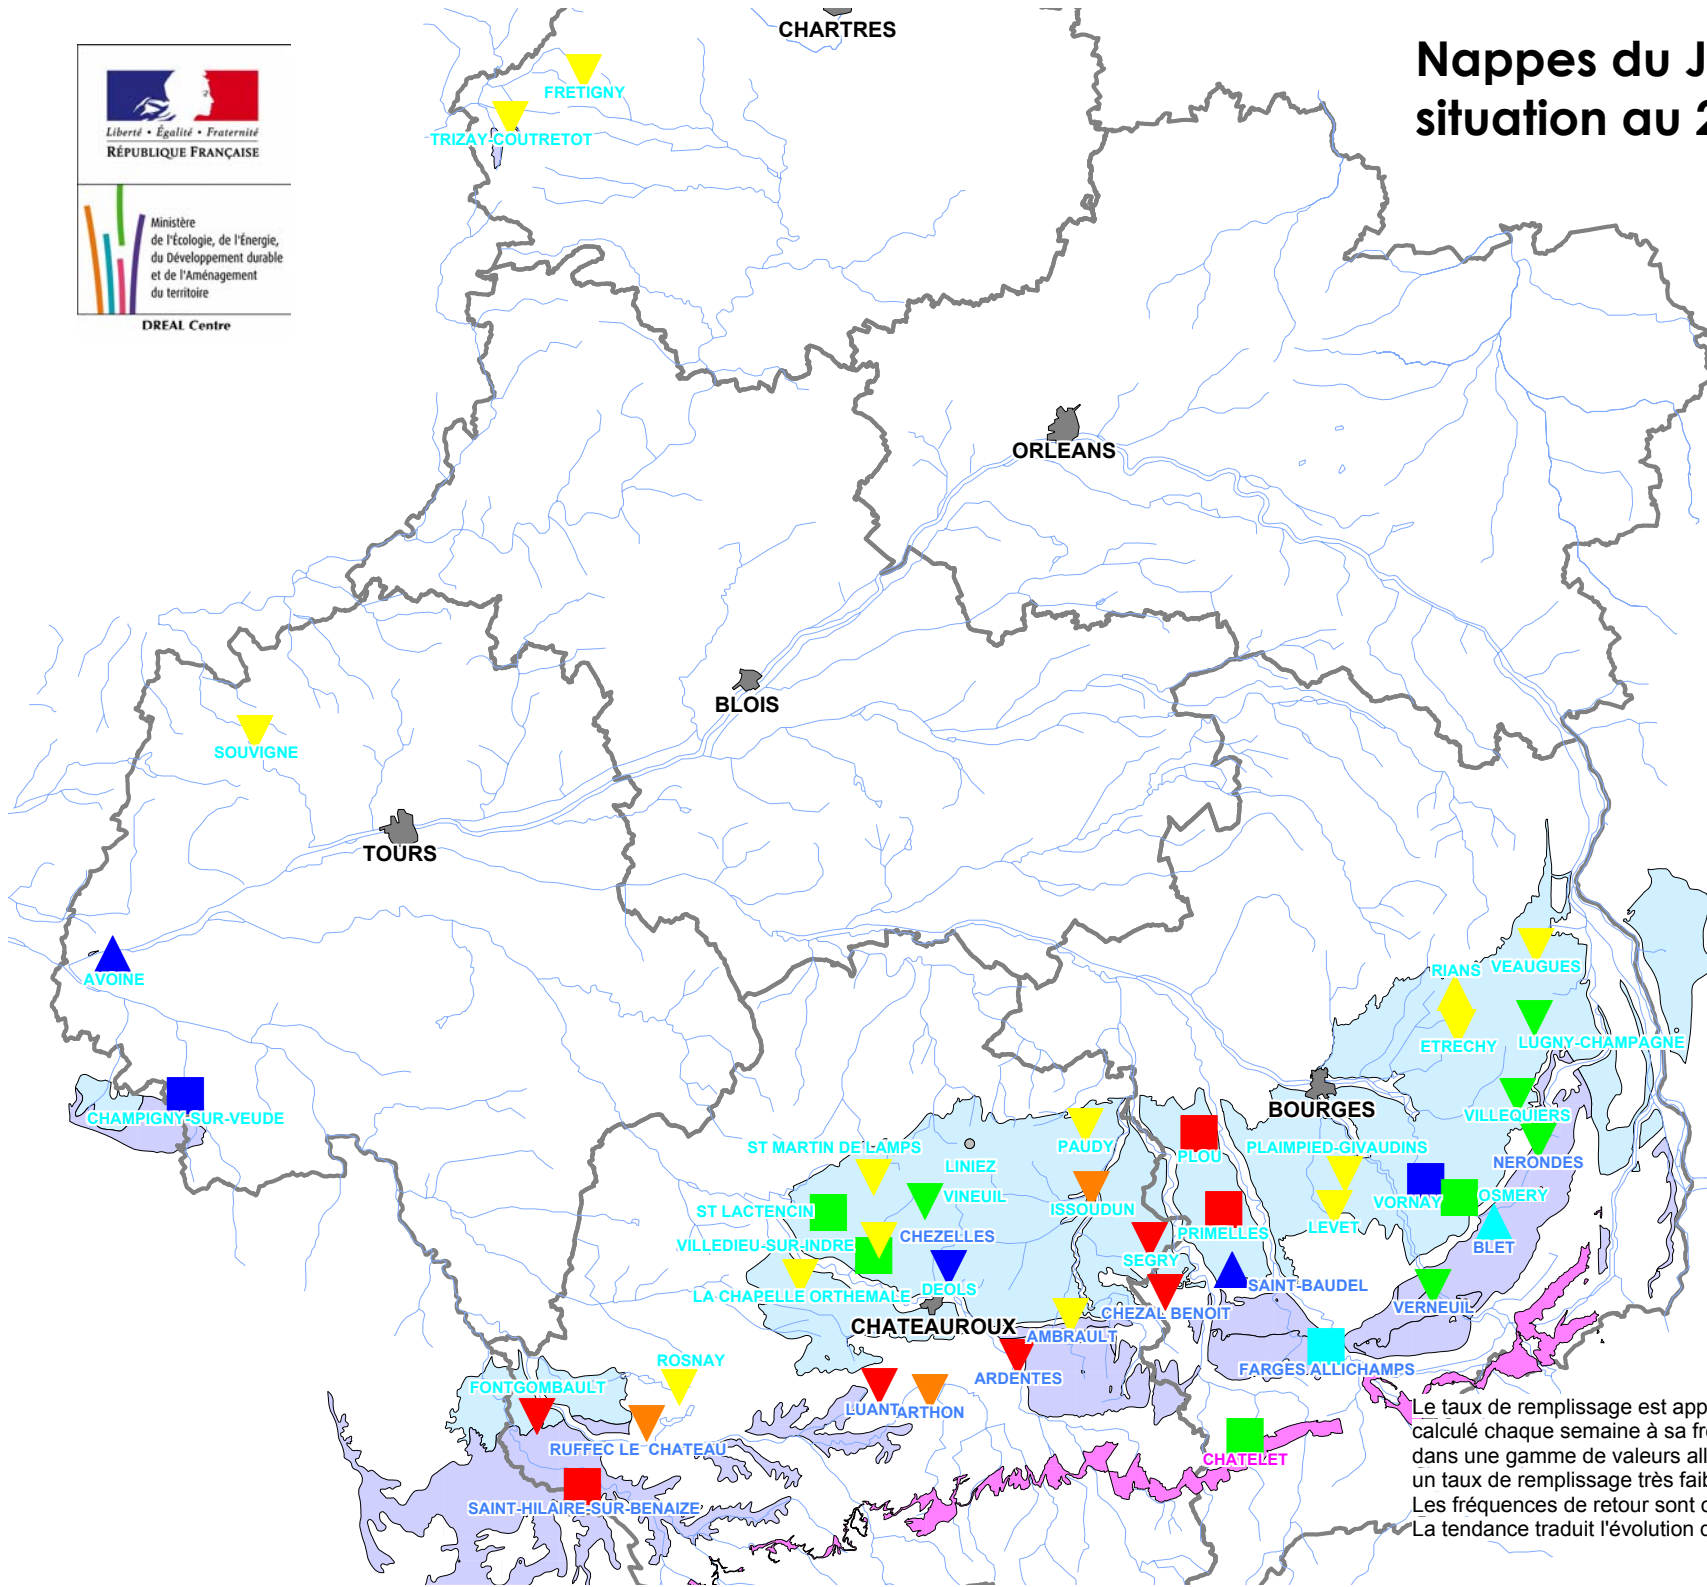 CHARTRES
Nappes du J
situation au 2
FRETIGNY
TRIZAY-COUTRETOT
Liberté • Égalité • Fraternité
RÉPUBLIQUE FRANÇAISE
Ministère
de l'Écologie, de l'Énergie,
du Développement durable
et de l'Aménagement
du territoire
DREAL Centre
ORLEANS
BLOIS
SOUVIGNE
TOURS
AVOINE
RIANS
VEAUGUES
ETRECHY
LUGNY-CHAMPAGNE
CHAMPIGNY-SUR-VEUDE
BOURGES
VILLEQUIERS
ST MARTIN DE LAMPS
PAUDY
PLOU
PLAIMPIED-GIVAUDINS
NERONDES
LINIEZ
VINEUIL
ISSOUDUN
VORNAY
OSMERY
ST LACTENCIN
PRIMELLES
LEVET
VILLEDIEU-SUR-INDRE
CHEZELLES
BLET
SEGRY
SAINT-BAUDEL
LA CHAPELLE ORTHEMALE
DEOLS
CHEZAL BENOIT
VERNEUIL
CHATEAUROUX
AMBRAULT
ROSNAY
ARDENTES
FARGES ALLICHAMPS
FONTGOMBAULT
LUANT
ARTHON
RUFFEC LE CHATEAU
CHATELET
SAINT-HILAIRE-SUR-BENAIZE
Le taux de remplissage est app
calculé chaque semaine à sa fr
dans une gamme de valeurs all
un taux de remplissage très faib
Les fréquences de retour sont
La tendance traduit l'évolution